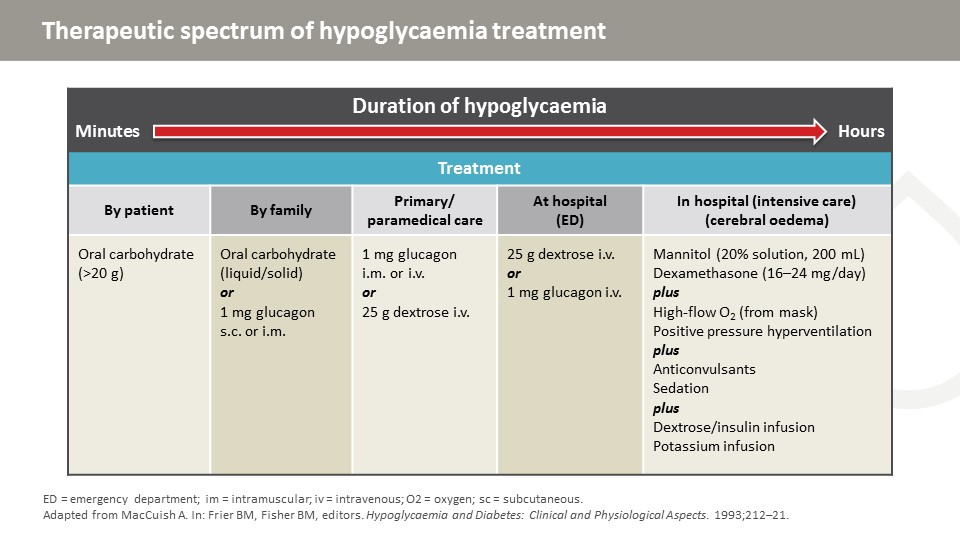 Therapeutic spectrum of hypoglycaemia treatment
Duration of hypoglycaemia
Minutes
Hours
Treatment
By patient
By family
Primary/
paramedical care
At hospital
(ED)
In hospital (intensive care)
(cerebral oedema)
Oral carbohydrate
(>20 g)
Oral carbohydrate
(liquid/solid)
or
1 mg glucagon
s.c. or i.m.
1 mg glucagon
i.m. or i.v.
or
25 g dextrose i.v.
25 g dextrose i.v.
or
1 mg glucagon i.v.
Mannitol (20% solution, 200 mL)
Dexamethasone (16–24 mg/day)
plus
High-flow O₂ (from mask)
Positive pressure hyperventilation
plus
Anticonvulsants
Sedation
plus
Dextrose/insulin infusion
Potassium infusion
ED = emergency department; im = intramuscular; iv = intravenous; O2 = oxygen; sc = subcutaneous.
Adapted from MacCuish A. In: Frier BM, Fisher BM, editors. Hypoglycaemia and Diabetes: Clinical and Physiological Aspects. 1993;212–21.